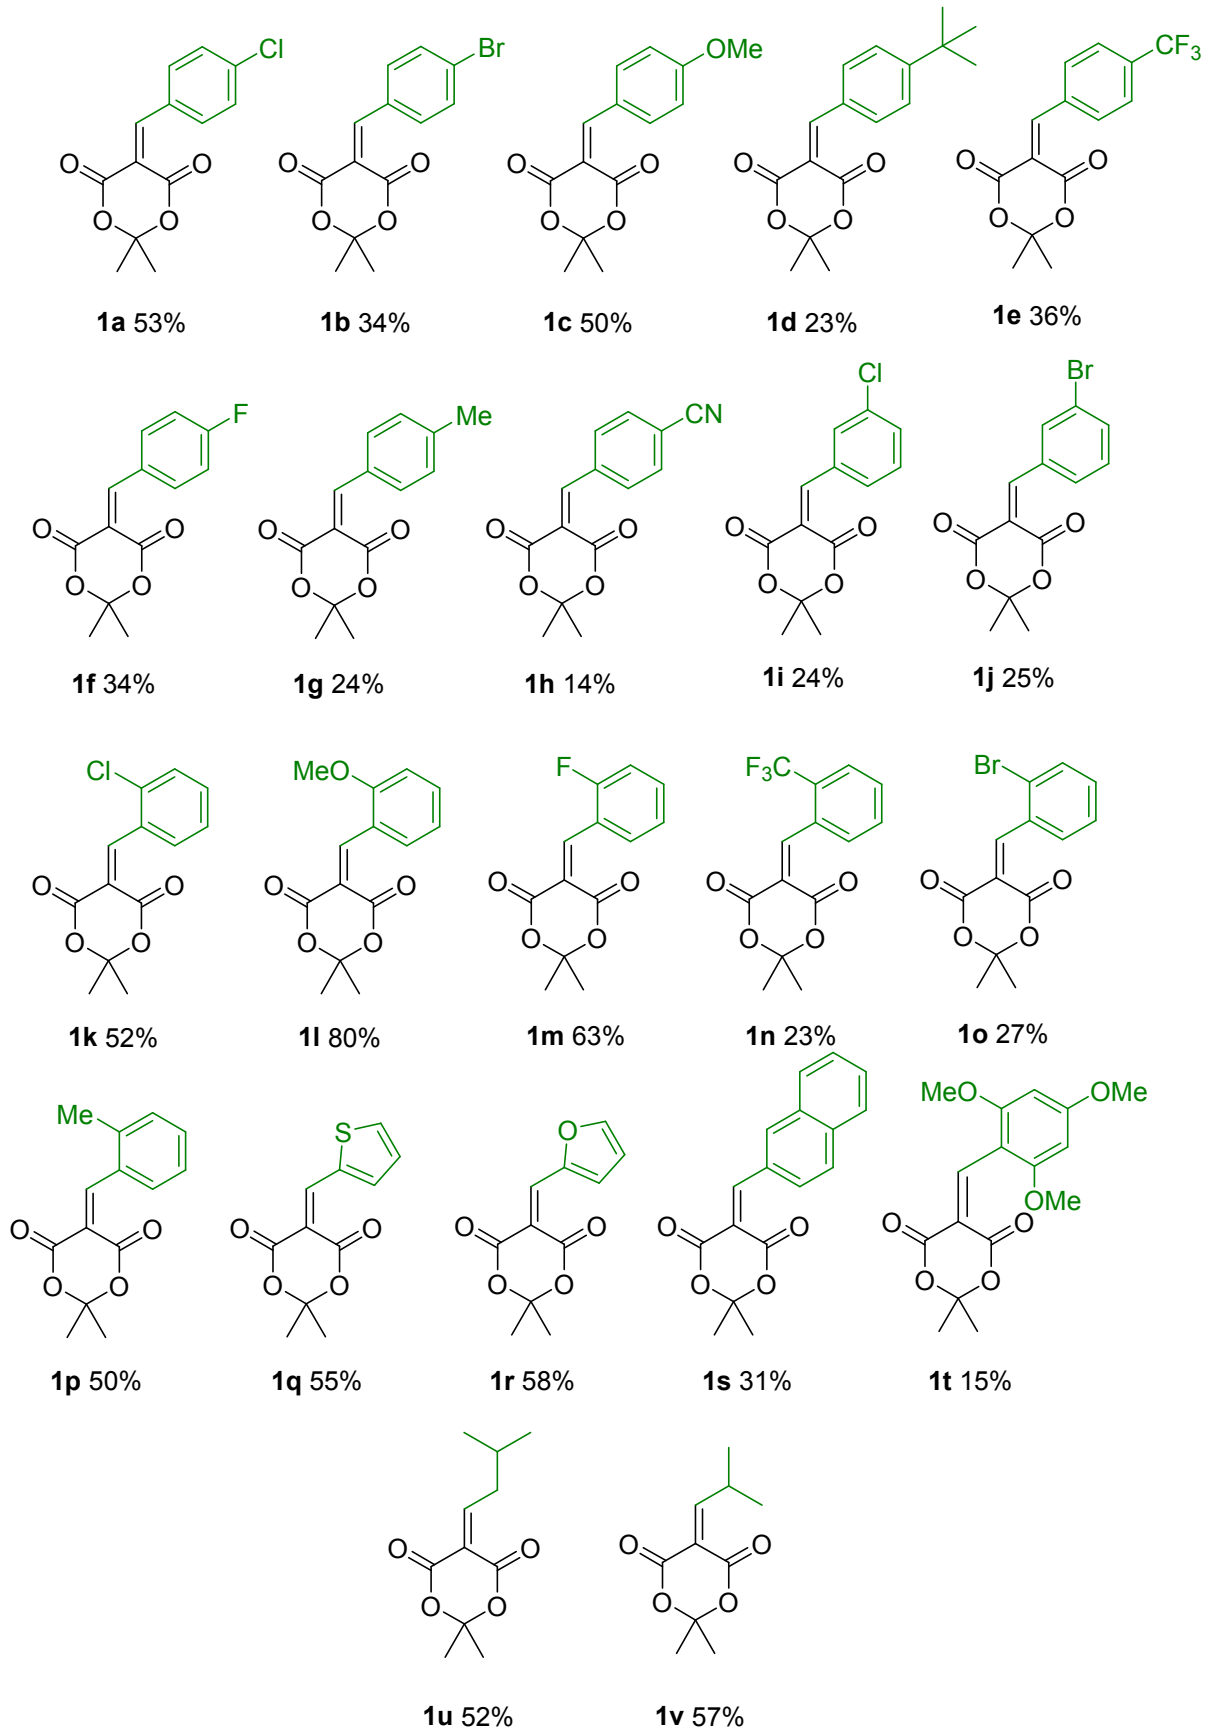 Cl Br OMe CF3
O O O O O O O O O O
O O O O O O O O O O
1a 53% 1b 34% 1c 50% 1d 23% 1e 36%
F Me CN Cl Br
O O O O O O O O O O
O O O O O O O O O O
1f 34% 1g 24% 1h 14% 1i 24% 1j 25%
Cl MeO F F3C Br
O O O O O O O O O O
O O O O O O O O O O
1k 52% 1l 80% 1m 63% 1n 23% 1o 27%
Me S O MeO OMe
OMe
O O O O O O O O O O
O O O O O O O O O O
1p 50% 1q 55% 1r 58% 1s 31% 1t 15%
O O O O
O O O O
1u 52% 1v 57%